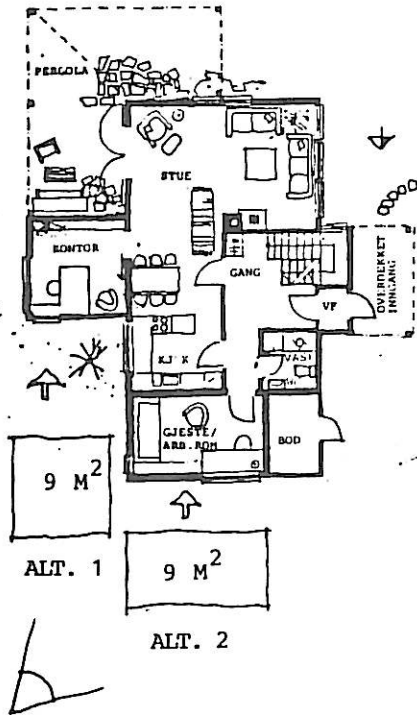 PERGOLA
STUE
KONTOR
GANG
OVERDEKKET
INNGANG
VF
KJ K
VASK
GJESTE/
ARB.ROM
BOD
9 M²
ALT. 1
9 M²
ALT. 2